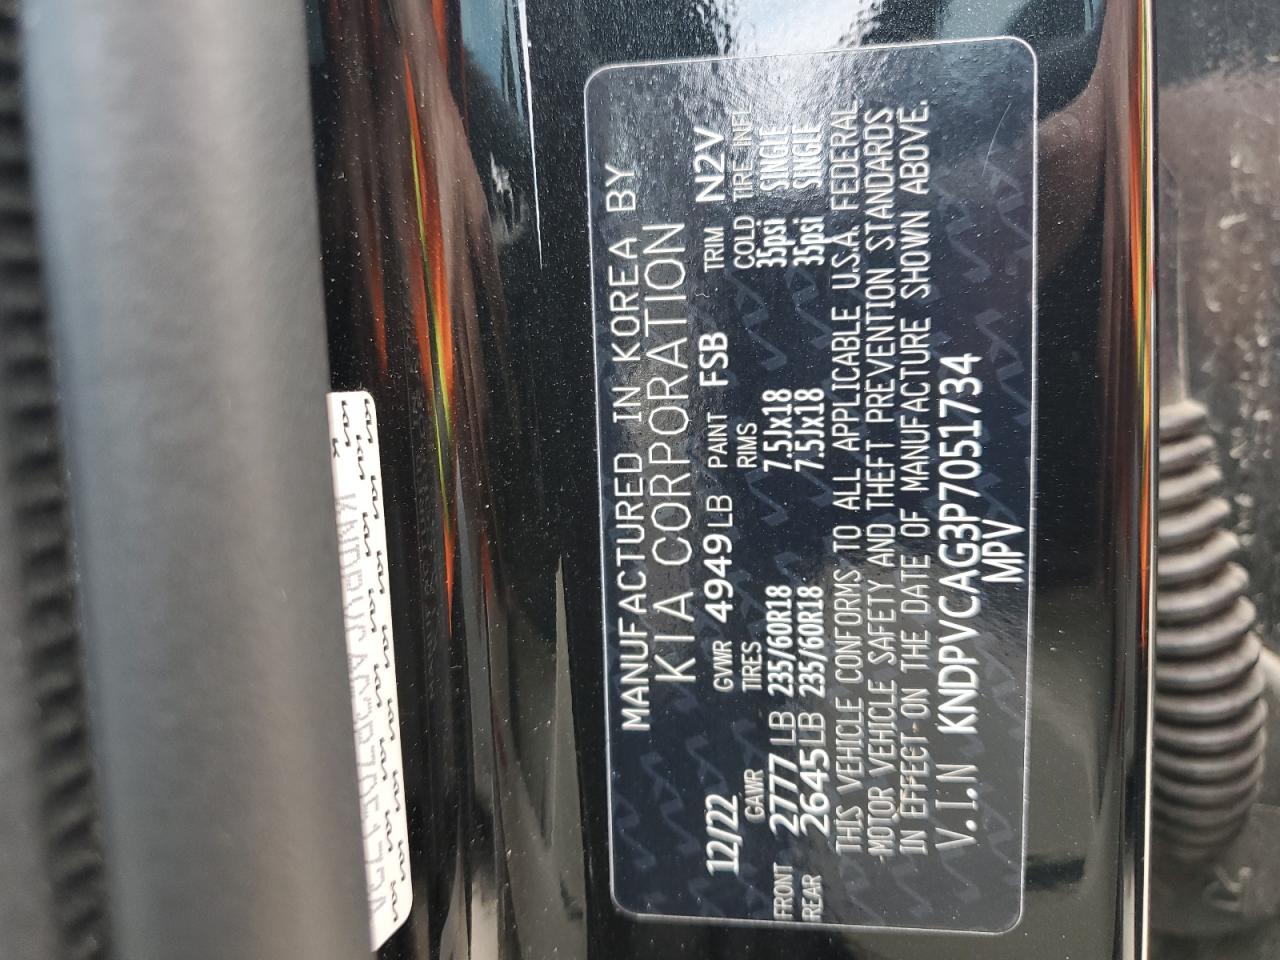 MANUFACTURED IN KOREA BY
KIA CORPORATION
12/22 GVWR 4949LB PAINT FSB TRIM N2V
GAWR TIRES RIMS COLD TIRE INFL
FRONT 2777LB 235/60R18 7.5Jx18 35psi SINGLE
REAR 2645LB 235/60R18 7.5Jx18 35psi SINGLE
THIS VEHICLE CONFORMS TO ALL APPLICABLE U.S.A. FEDERAL
MOTOR VEHICLE SAFETY AND THEFT PREVENTION STANDARDS
IN EFFECT ON THE DATE OF MANUFACTURE SHOWN ABOVE.
V.I.N KNDPVCAG3P7051734
MPV